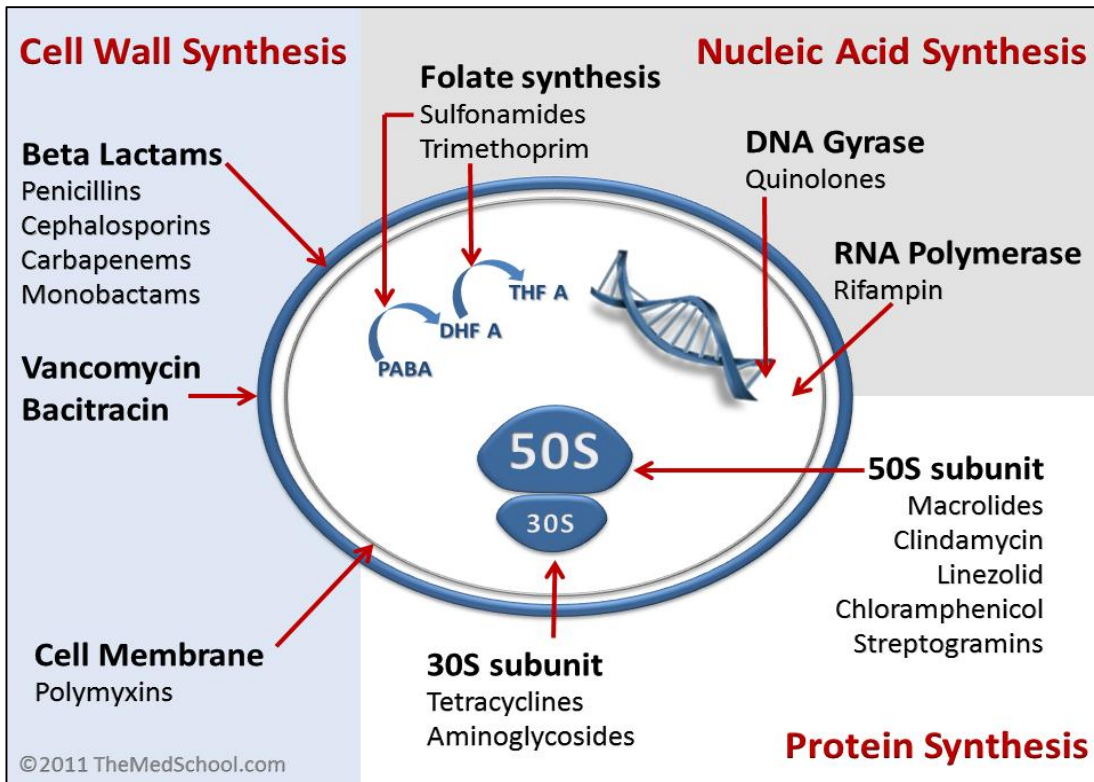 Cell Wall Synthesis
Beta Lactams
Penicillins
Cephalosporins
Carbapenems
Monobactams
Vancomycin
Bacitracin
Cell Membrane
Polymyxins
©2011 TheMedSchool.com
Nucleic Acid Synthesis
Folate synthesis
Sulfonamides
Trimethoprim
DNA Gyrase
Quinolones
RNA Polymerase
Rifampin
THF A
DHF A
PABA
50S
30S
50S subunit
Macrolides
Clindamycin
Linezolid
Chloramphenicol
Streptogramins
30S subunit
Tetracyclines
Aminoglycosides
Protein Synthesis